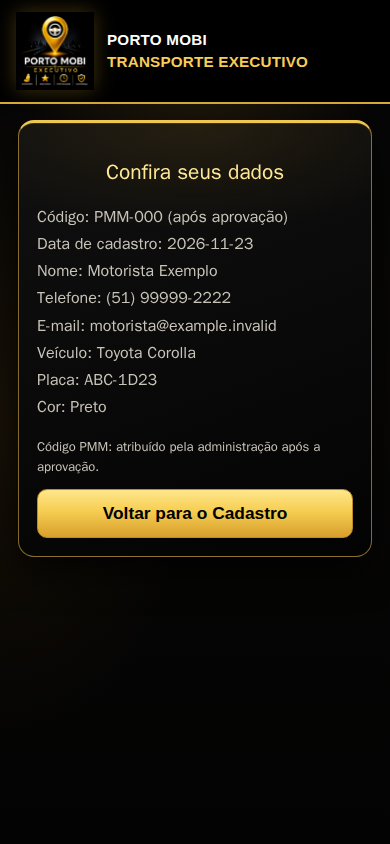 PORTO MOBI
EXECUTIVO
PORTO MOBI
TRANSPORTE EXECUTIVO
Confira seus dados
Código: PMM-000 (após aprovação)
Data de cadastro: 2026-11-23
Nome: Motorista Exemplo
Telefone: (51) 99999-2222
E-mail: motorista@example.invalid
Veículo: Toyota Corolla
Placa: ABC-1D23
Cor: Preto
Código PMM: atribuído pela administração após a
aprovação.
Voltar para o Cadastro